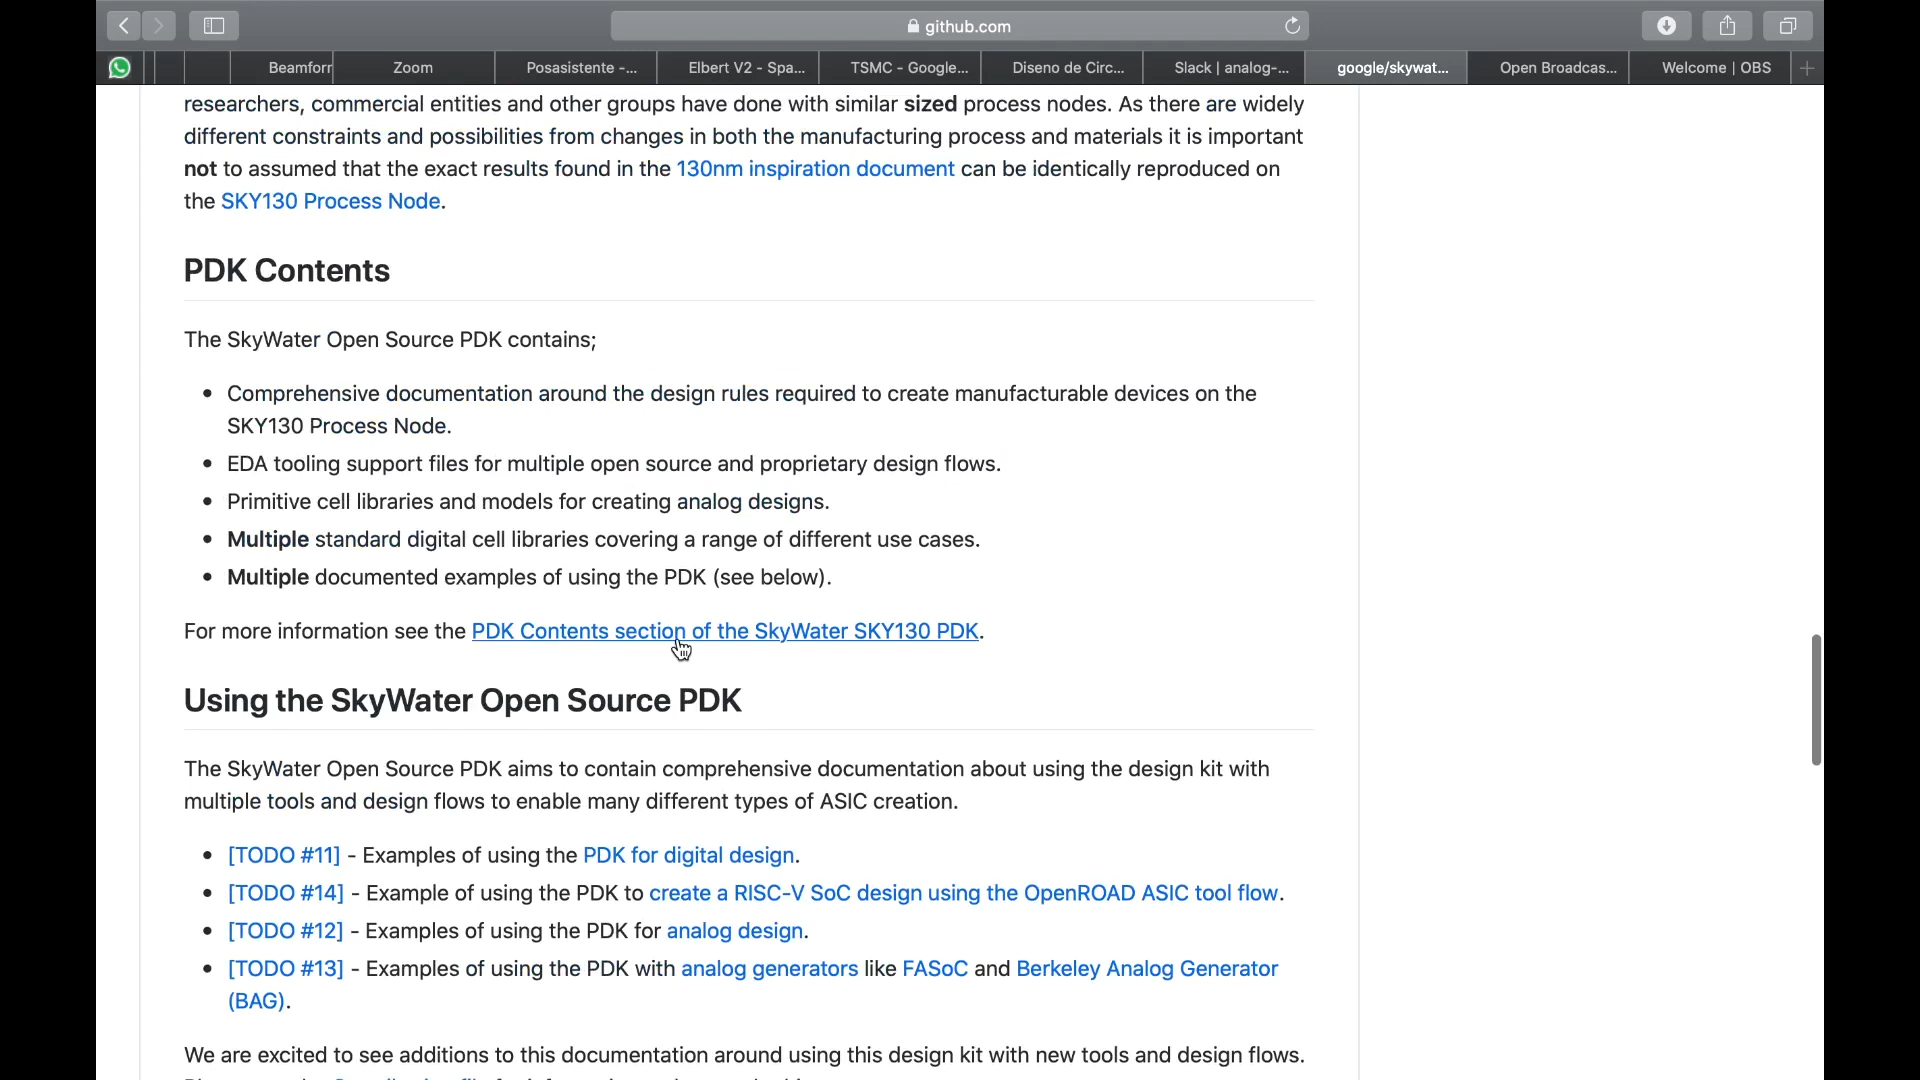 github.com
Beamforr
Zoom
Posasistente -...
Elbert V2 - Spa...
TSMC - Google...
Diseno de Circ...
Slack | analog-...
google/skywat...
Open Broadcas...
Welcome | OBS
researchers, commercial entities and other groups have done with similar sized process nodes. As there are widely
different constraints and possibilities from changes in both the manufacturing process and materials it is important
not to assumed that the exact results found in the 130nm inspiration document can be identically reproduced on
the SKY130 Process Node.
PDK Contents
The SkyWater Open Source PDK contains;
• Comprehensive documentation around the design rules required to create manufacturable devices on the
SKY130 Process Node.
• EDA tooling support files for multiple open source and proprietary design flows.
• Primitive cell libraries and models for creating analog designs.
• Multiple standard digital cell libraries covering a range of different use cases.
• Multiple documented examples of using the PDK (see below).
For more information see the PDK Contents section of the SkyWater SKY130 PDK.
Using the SkyWater Open Source PDK
The SkyWater Open Source PDK aims to contain comprehensive documentation about using the design kit with
multiple tools and design flows to enable many different types of ASIC creation.
• [TODO #11] - Examples of using the PDK for digital design.
• [TODO #14] - Example of using the PDK to create a RISC-V SoC design using the OpenROAD ASIC tool flow.
• [TODO #12] - Examples of using the PDK for analog design.
• [TODO #13] - Examples of using the PDK with analog generators like FASoC and Berkeley Analog Generator
(BAG).
We are excited to see additions to this documentation around using this design kit with new tools and design flows.